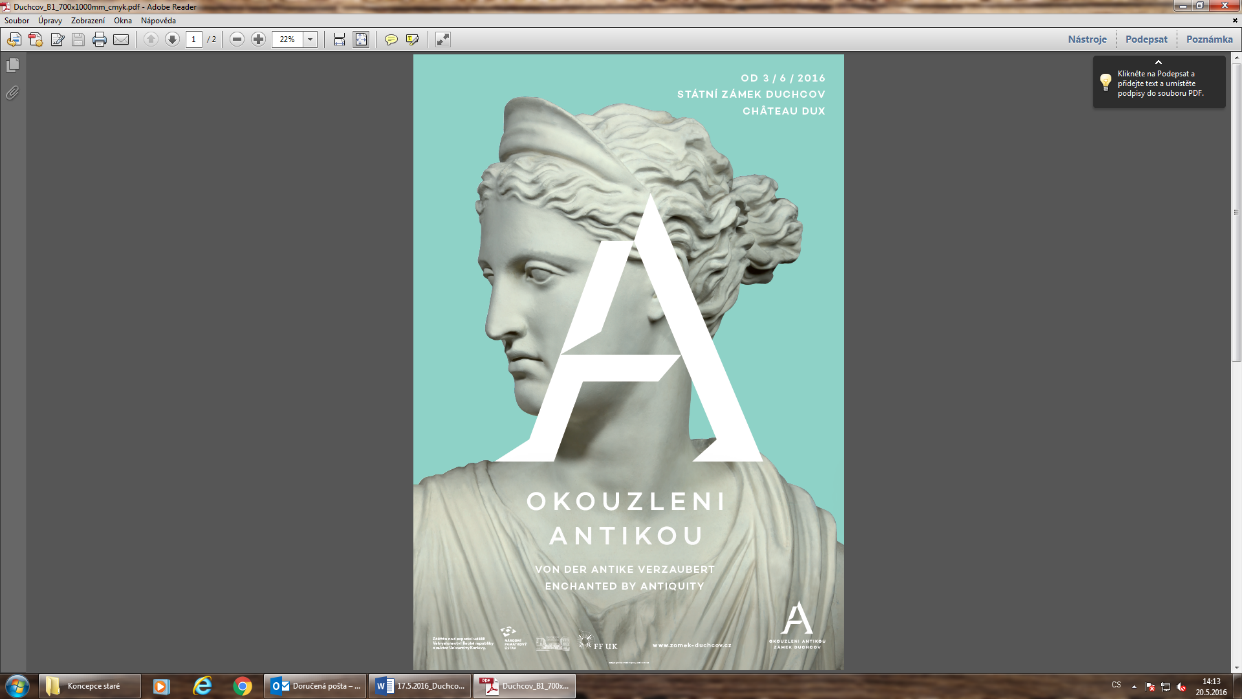 Duchcov_B1_700x1000mm_cmyk.pdf - Adobe Reader
Soubor Úpravy Zobrazení Okna Nápověda
1 / 2 22% Nástroje Podepsat Poznámka
Klikněte na Podepsat a
přidejte text a umístěte
podpisy do souboru PDF.
OD 3 / 6 / 2016
STÁTNÍ ZÁMEK DUCHCOV
CHÂTEAU DUX
A
OKOUZLENI
ANTIKOU
VON DER ANTIKE VERZAUBERT
ENCHANTED BY ANTIQUITY
FF UK
www.zamek-duchcov.cz
A
OKOUZLENI ANTIKOU
ZÁMEK DUCHCOV
Koncepce staré
Doručená pošta – ...
17.5.2016_Duchco...
Duchcov_B1_700x...
CS
14:13
20.5.2016